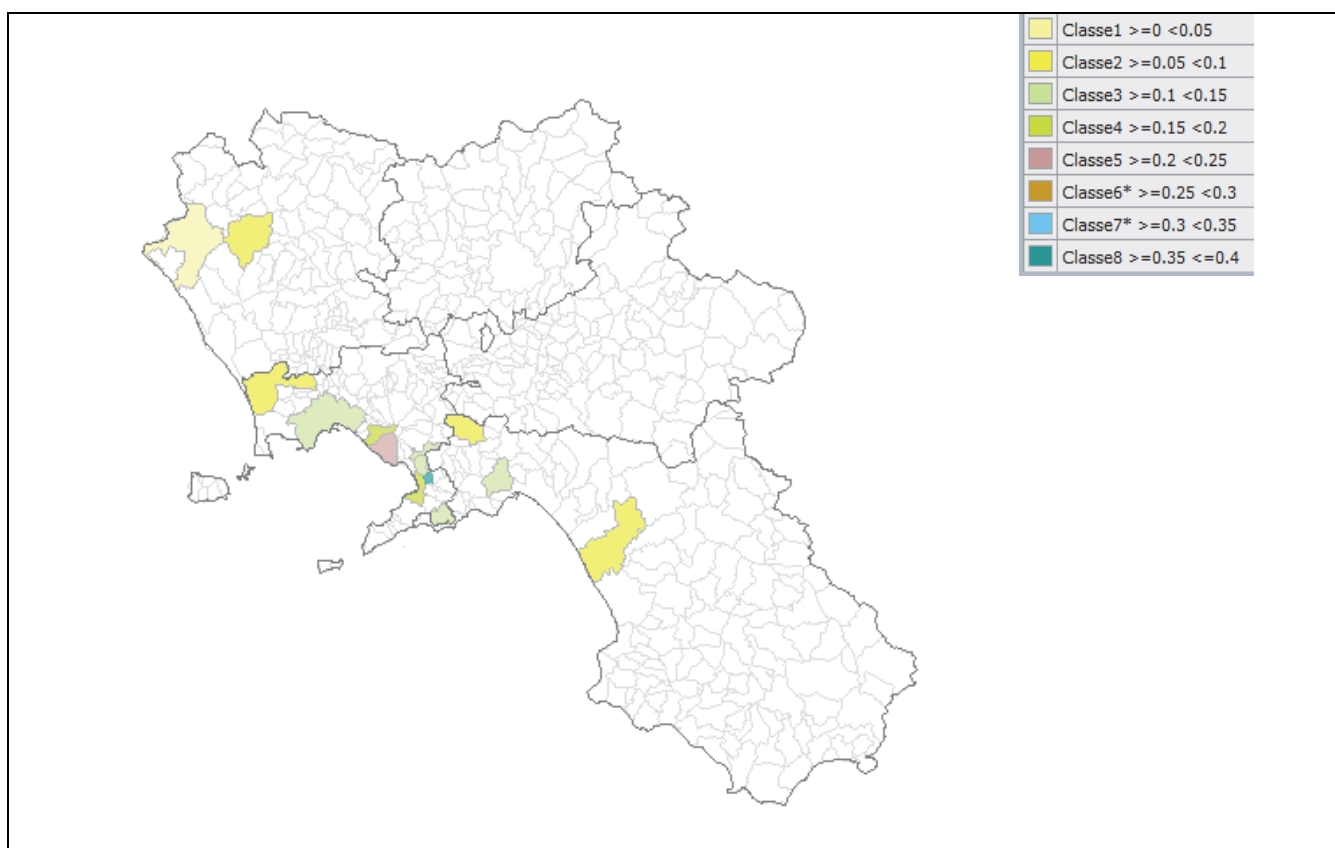 Classe1 >=0 <0.05
Classe2 >=0.05 <0.1
Classe3 >=0.1 <0.15
Classe4 >=0.15 <0.2
Classe5 >=0.2 <0.25
Classe6* >=0.25 <0.3
Classe7* >=0.3 <0.35
Classe8 >=0.35 <=0.4